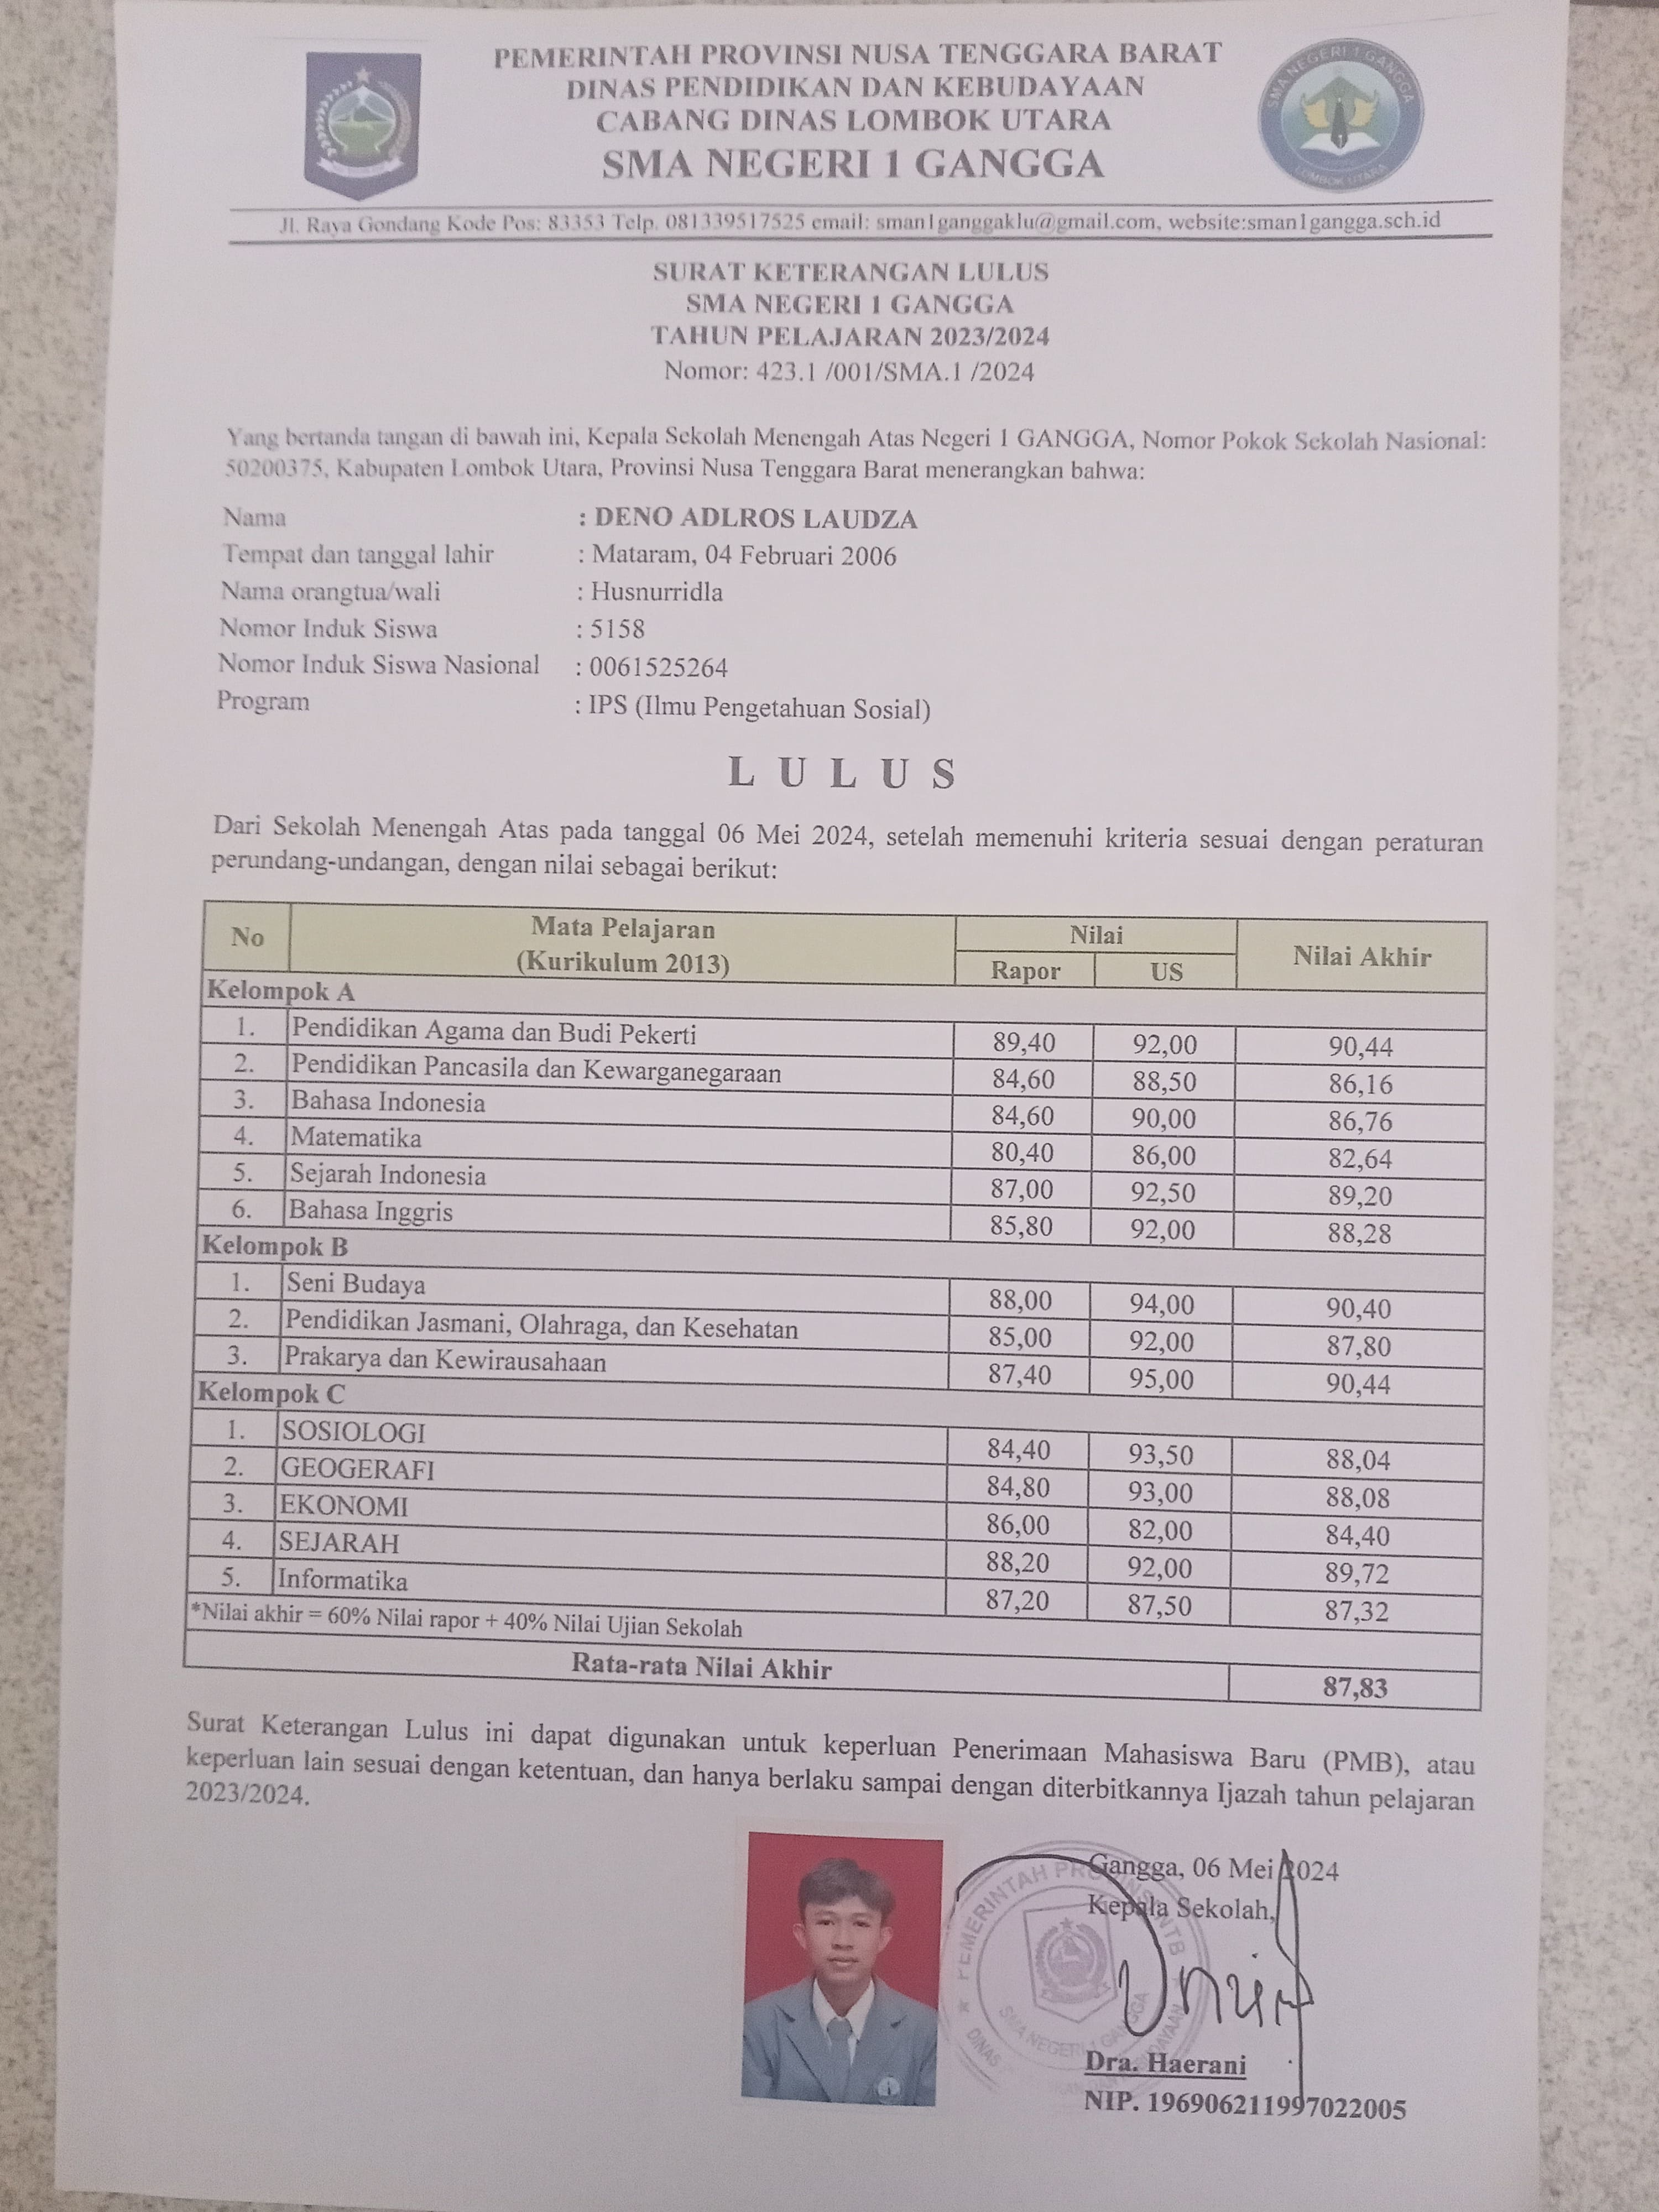 PEMERINTAH PROVINSI NUSA TENGGARA BARAT
DINAS PENDIDIKAN DAN KEBUDAYAAN
CABANG DINAS LOMBOK UTARA
SMA NEGERI 1 GANGGA
SMA NEGERI 1 GANGGA
LOMBOK UTARA
Jl. Raya Gondang Kode Pos: 83353 Telp. 081339517525 email: sman1ganggaklu@gmail.com, website:sman1gangga.sch.id
SURAT KETERANGAN LULUS
SMA NEGERI 1 GANGGA
TAHUN PELAJARAN 2023/2024
Nomor: 423.1 /001/SMA.1 /2024
Yang bertanda tangan di bawah ini, Kepala Sekolah Menengah Atas Negeri 1 GANGGA, Nomor Pokok Sekolah Nasional:
50200375, Kabupaten Lombok Utara, Provinsi Nusa Tenggara Barat menerangkan bahwa:
Nama : DENO ADLROS LAUDZA
Tempat dan tanggal lahir : Mataram, 04 Februari 2006
Nama orangtua/wali : Husnurridla
Nomor Induk Siswa : 5158
Nomor Induk Siswa Nasional : 0061525264
Program : IPS (Ilmu Pengetahuan Sosial)
L U L U S
Dari Sekolah Menengah Atas pada tanggal 06 Mei 2024, setelah memenuhi kriteria sesuai dengan peraturan
perundang-undangan, dengan nilai sebagai berikut:
No Mata Pelajaran Nilai Nilai Akhir
(Kurikulum 2013) Rapor US
Kelompok A
1. Pendidikan Agama dan Budi Pekerti 89,40 92,00 90,44
2. Pendidikan Pancasila dan Kewarganegaraan 84,60 88,50 86,16
3. Bahasa Indonesia 84,60 90,00 86,76
4. Matematika 80,40 86,00 82,64
5. Sejarah Indonesia 87,00 92,50 89,20
6. Bahasa Inggris 85,80 92,00 88,28
Kelompok B
1. Seni Budaya 88,00 94,00 90,40
2. Pendidikan Jasmani, Olahraga, dan Kesehatan 85,00 92,00 87,80
3. Prakarya dan Kewirausahaan 87,40 95,00 90,44
Kelompok C
1. SOSIOLOGI 84,40 93,50 88,04
2. GEOGERAFI 84,80 93,00 88,08
3. EKONOMI 86,00 82,00 84,40
4. SEJARAH 88,20 92,00 89,72
5. Informatika 87,20 87,50 87,32
*Nilai akhir = 60% Nilai rapor + 40% Nilai Ujian Sekolah
Rata-rata Nilai Akhir 87,83
Surat Keterangan Lulus ini dapat digunakan untuk keperluan Penerimaan Mahasiswa Baru (PMB), atau
keperluan lain sesuai dengan ketentuan, dan hanya berlaku sampai dengan diterbitkannya Ijazah tahun pelajaran
2023/2024.
Gangga, 06 Mei 2024
Kepala Sekolah,
PEMERINTAH PROVINSI NTB
SMA NEGERI 1 GANGGA
DINAS
Dra. Haerani
NIP. 196906211997022005